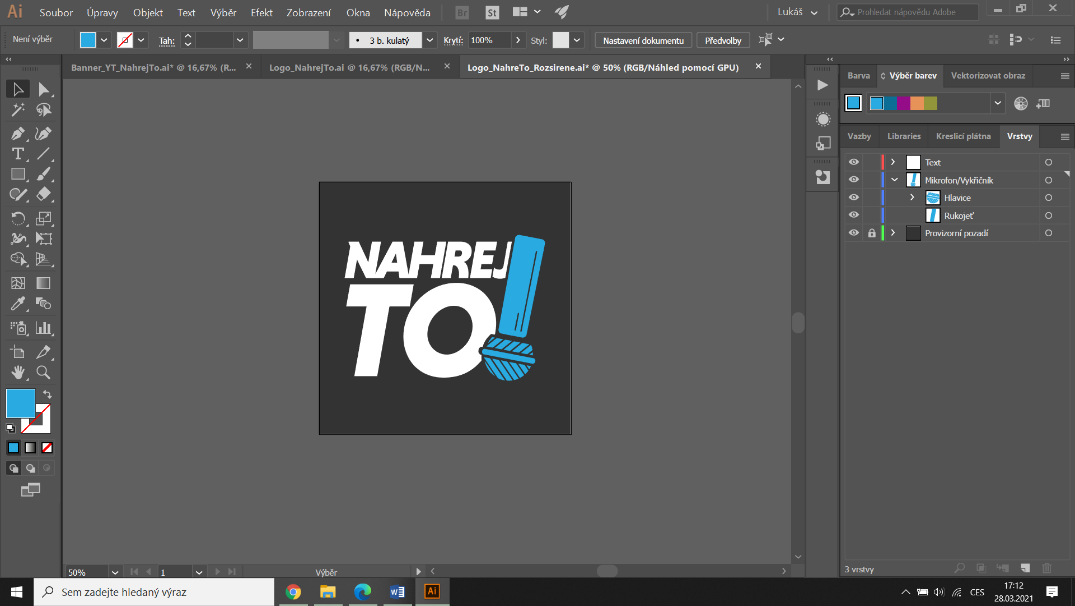 Ai Soubor Úpravy Objekt Text Výběr Efekt Zobrazení Okna Nápověda Br St Lukáš Prohledat nápovědu Adobe
Není výběr Tah: 3 b. kulatý Krytí: 100% Styl: Nastavení dokumentu Předvolby
Banner_YT_NahrejTo.ai* @ 16,67% (R... Logo_NahrejTo.ai @ 16,67% (RGB/N... Logo_NahreTo_Rozsirene.ai* @ 50% (RGB/Náhled pomocí GPU)
Barva Výběr barev Vektorizovat obraz
Vazby Libraries Kreslicí plátna Vrstvy
Text
Mikrofon/Vykřičník
Hlavice
Rukojeť
Provizorní pozadí
NAHREJ
TO!
3 vrstvy
50% 1 Výběr
Sem zadejte hledaný výraz
Ai
CES
17:12
28.03.2021